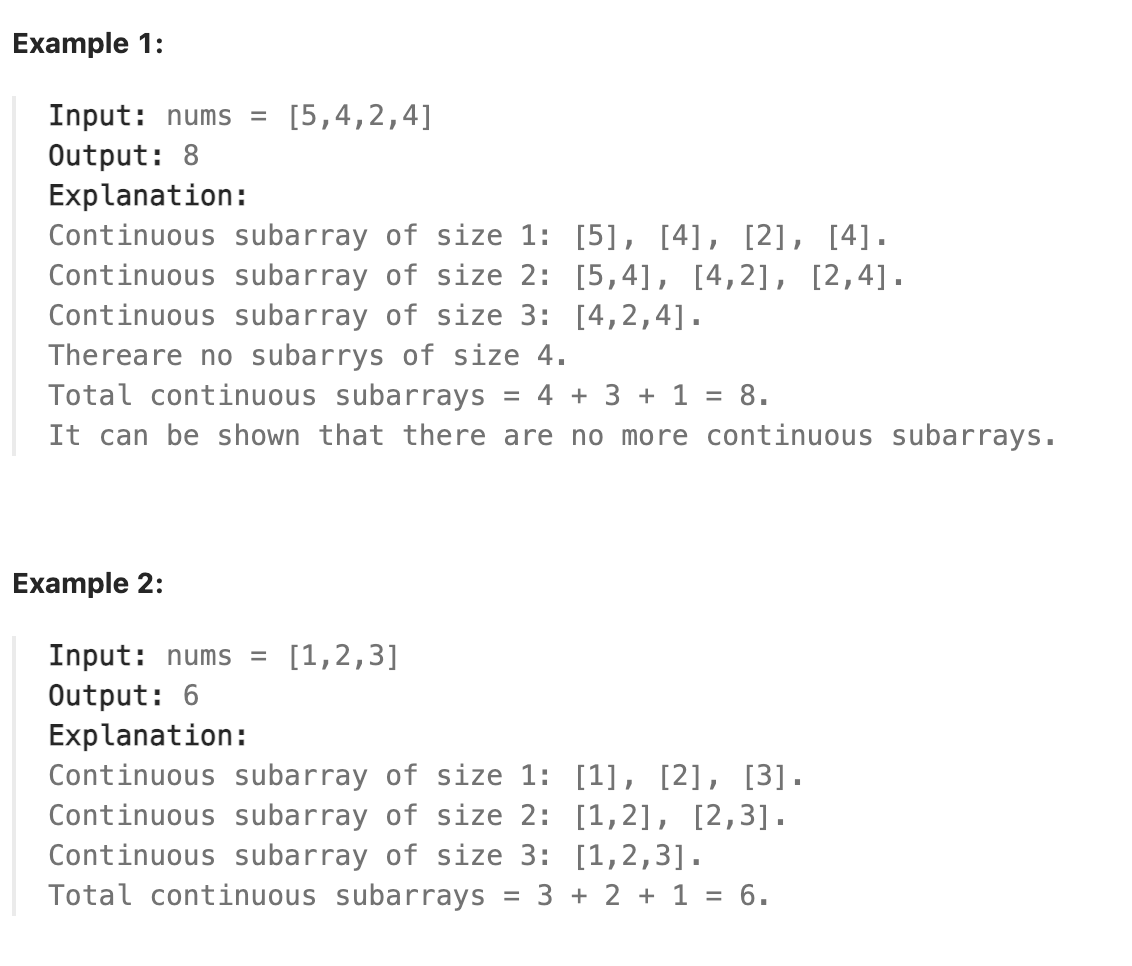 Example 1:
Input: nums = [5,4,2,4]
Output: 8
Explanation:
Continuous subarray of size 1: [5], [4], [2], [4].
Continuous subarray of size 2: [5,4], [4,2], [2,4].
Continuous subarray of size 3: [4,2,4].
Thereare no subarrys of size 4.
Total continuous subarrays = 4 + 3 + 1 = 8.
It can be shown that there are no more continuous subarrays.
Example 2:
Input: nums = [1,2,3]
Output: 6
Explanation:
Continuous subarray of size 1: [1], [2], [3].
Continuous subarray of size 2: [1,2], [2,3].
Continuous subarray of size 3: [1,2,3].
Total continuous subarrays = 3 + 2 + 1 = 6.